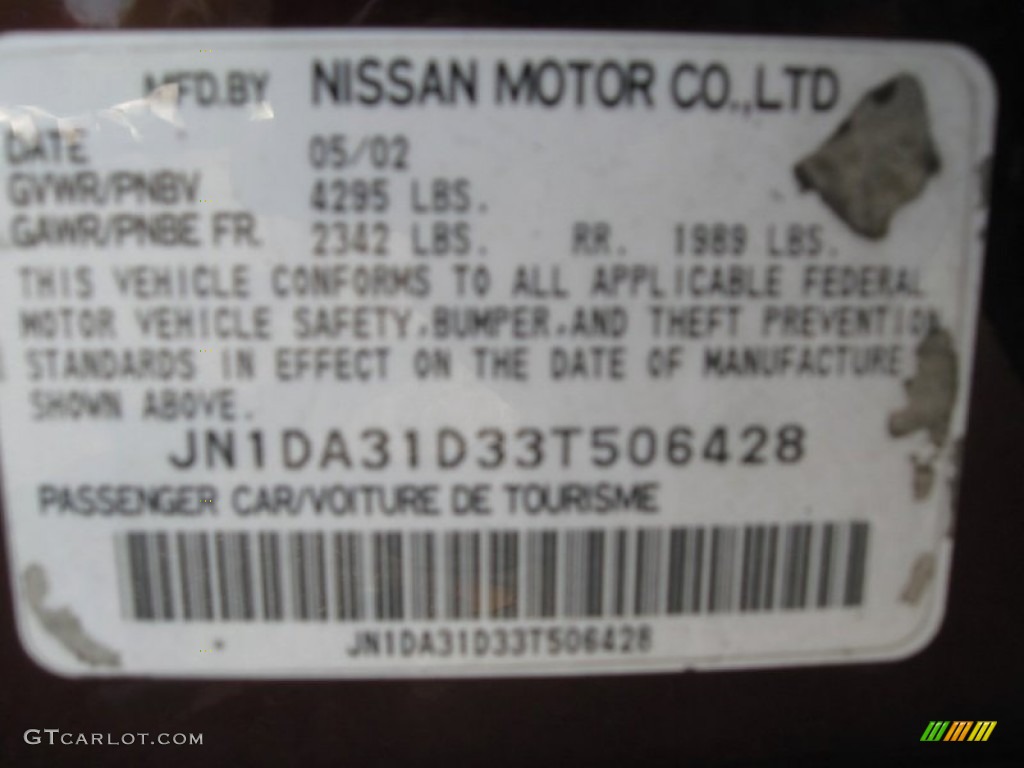 MFD.BY NISSAN MOTOR CO.,LTD
DATE 05/02
GVWR/PNBV 4295 LBS.
GAWR/PNBE FR. 2342 LBS. RR. 1989 LBS.
THIS VEHICLE CONFORMS TO ALL APPLICABLE FEDERAL
MOTOR VEHICLE SAFETY,BUMPER,AND THEFT PREVENTION
STANDARDS IN EFFECT ON THE DATE OF MANUFACTURE
SHOWN ABOVE.
JN1DA31D33T506428
PASSENGER CAR/VOITURE DE TOURISME
JN1DA31D33T506428
GTCARLOT.COM